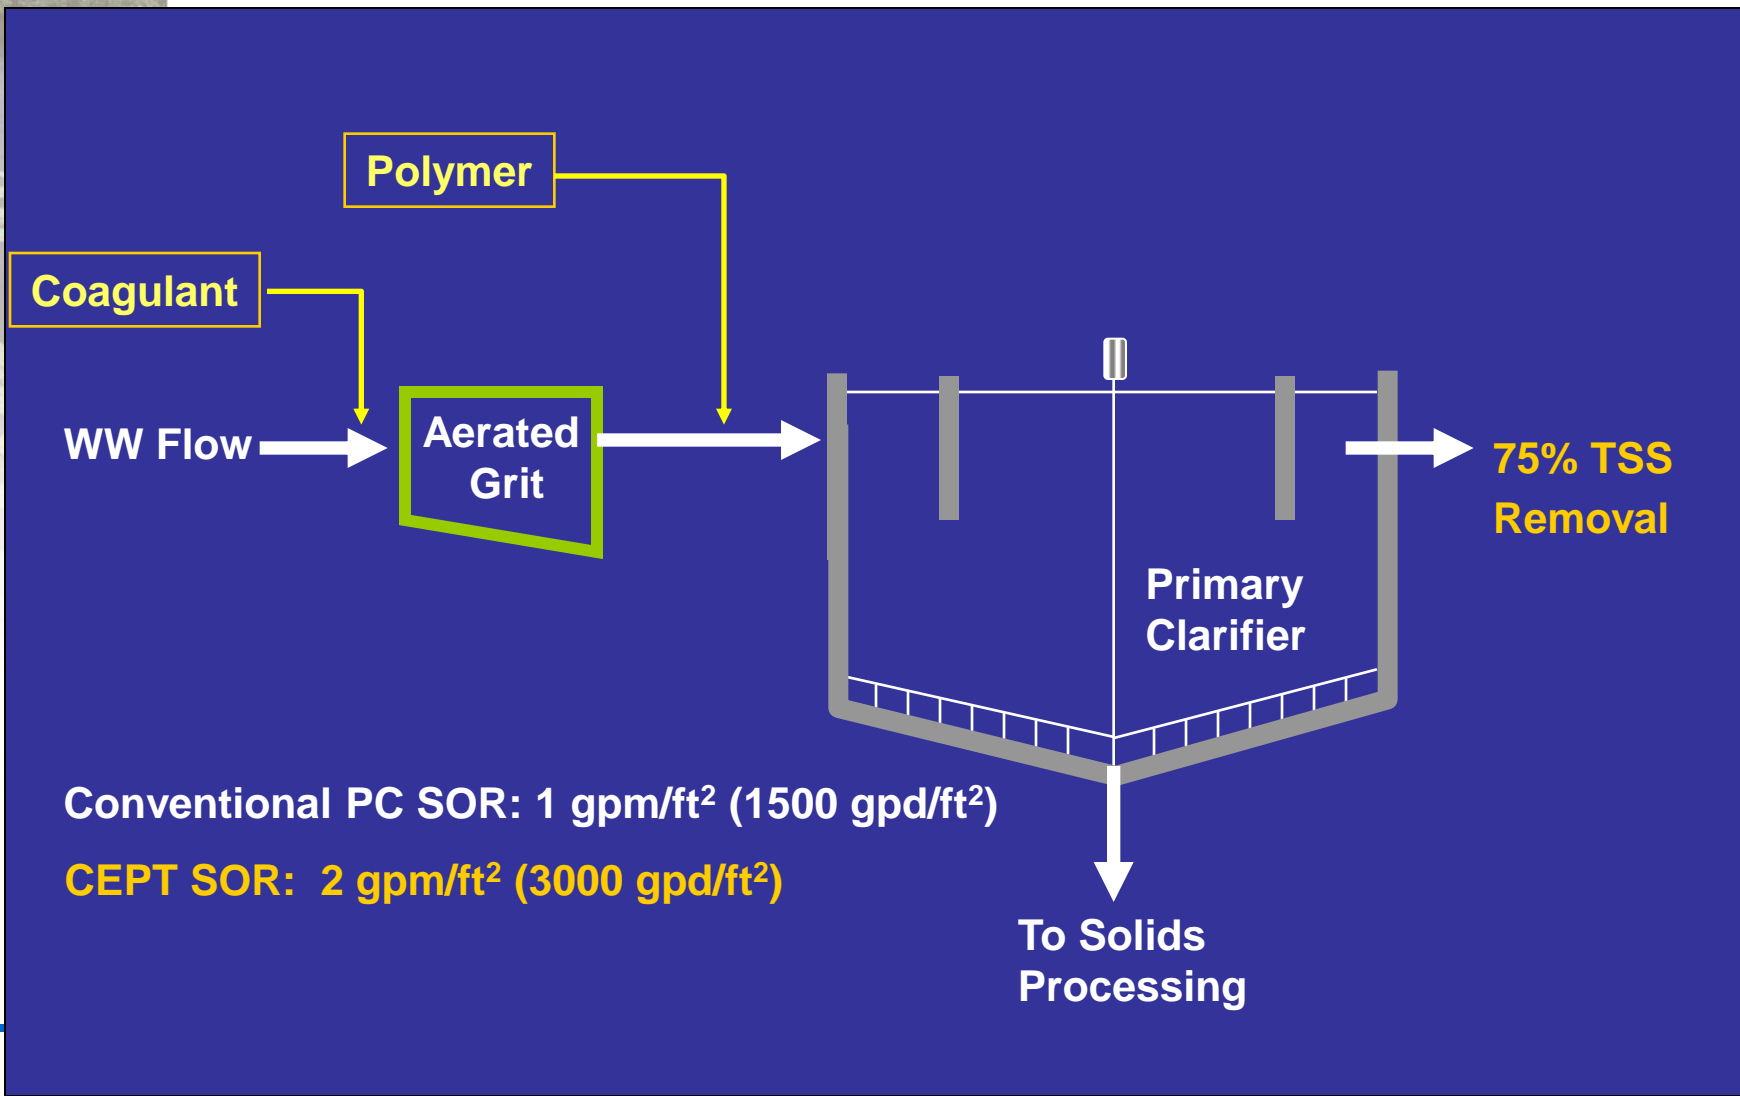 Polymer
Coagulant
WW Flow
Aerated
Grit
75% TSS
Removal
Primary
Clarifier
Conventional PC SOR: 1 gpm/ft² (1500 gpd/ft²)
CEPT SOR: 2 gpm/ft² (3000 gpd/ft²)
To Solids
Processing